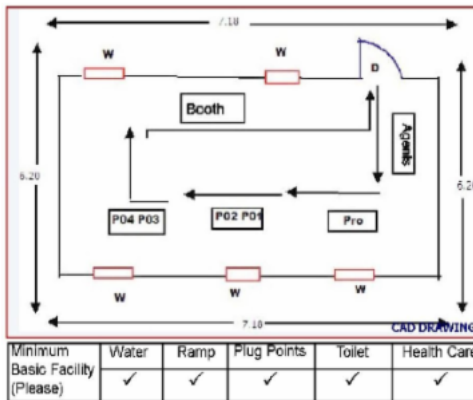 7.10
W
W
D
Booth
Agents
6.20
6.20
P04 P03
P02 P01
Pro
W
W
W
7.10
CAD DRAWING
Minimum Basic Facility (Please)
Water
Ramp
Plug Points
Toilet
Health Care
✓ ✓ ✓ ✓ ✓